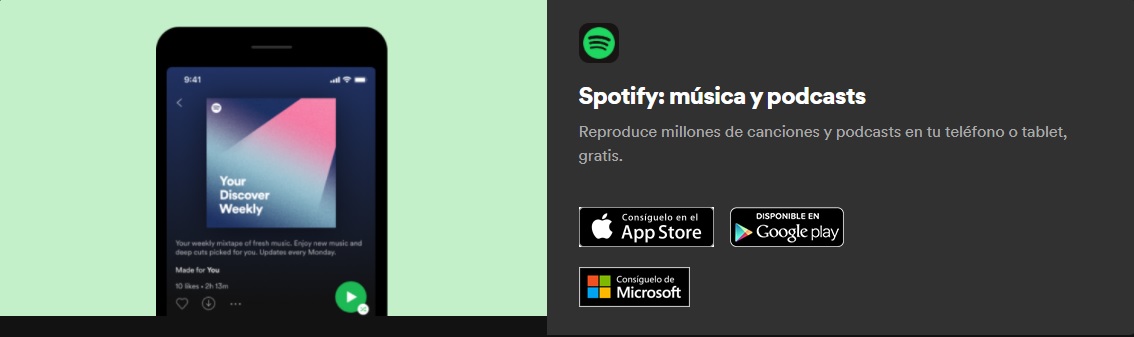 9:41
Your
Discover
Weekly
Your weekly mixtape of fresh music. Enjoy new music and
deep cuts picked for you. Updates every Monday.
Made for You
10 likes • 2h 13m
Spotify: música y podcasts
Reproduce millones de canciones y podcasts en tu teléfono o tablet,
gratis.
Consíguelo en el
App Store
DISPONIBLE EN
Google play
Consíguelo de
Microsoft